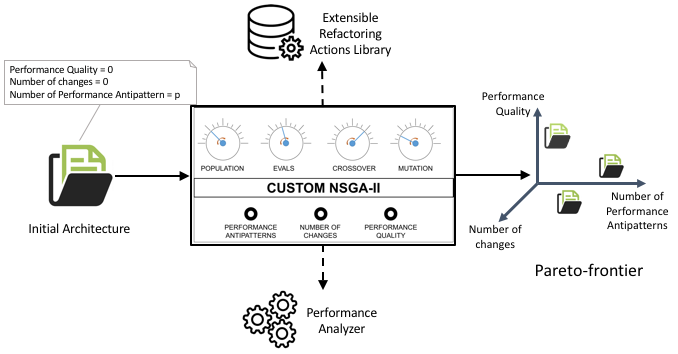 Extensible
Refactoring
Actions Library
Performance Quality = 0
Number of changes = 0
Number of Performance Antipattern = p
Initial Architecture
POPULATION
EVALS
CROSSOVER
MUTATION
CUSTOM NSGA-II
PERFORMANCE
ANTIPATTERNS
NUMBER OF
CHANGES
PERFORMANCE
QUALITY
Performance
Analyzer
Performance
Quality
Number of
Performance
Antipatterns
Number of
changes
Pareto-frontier